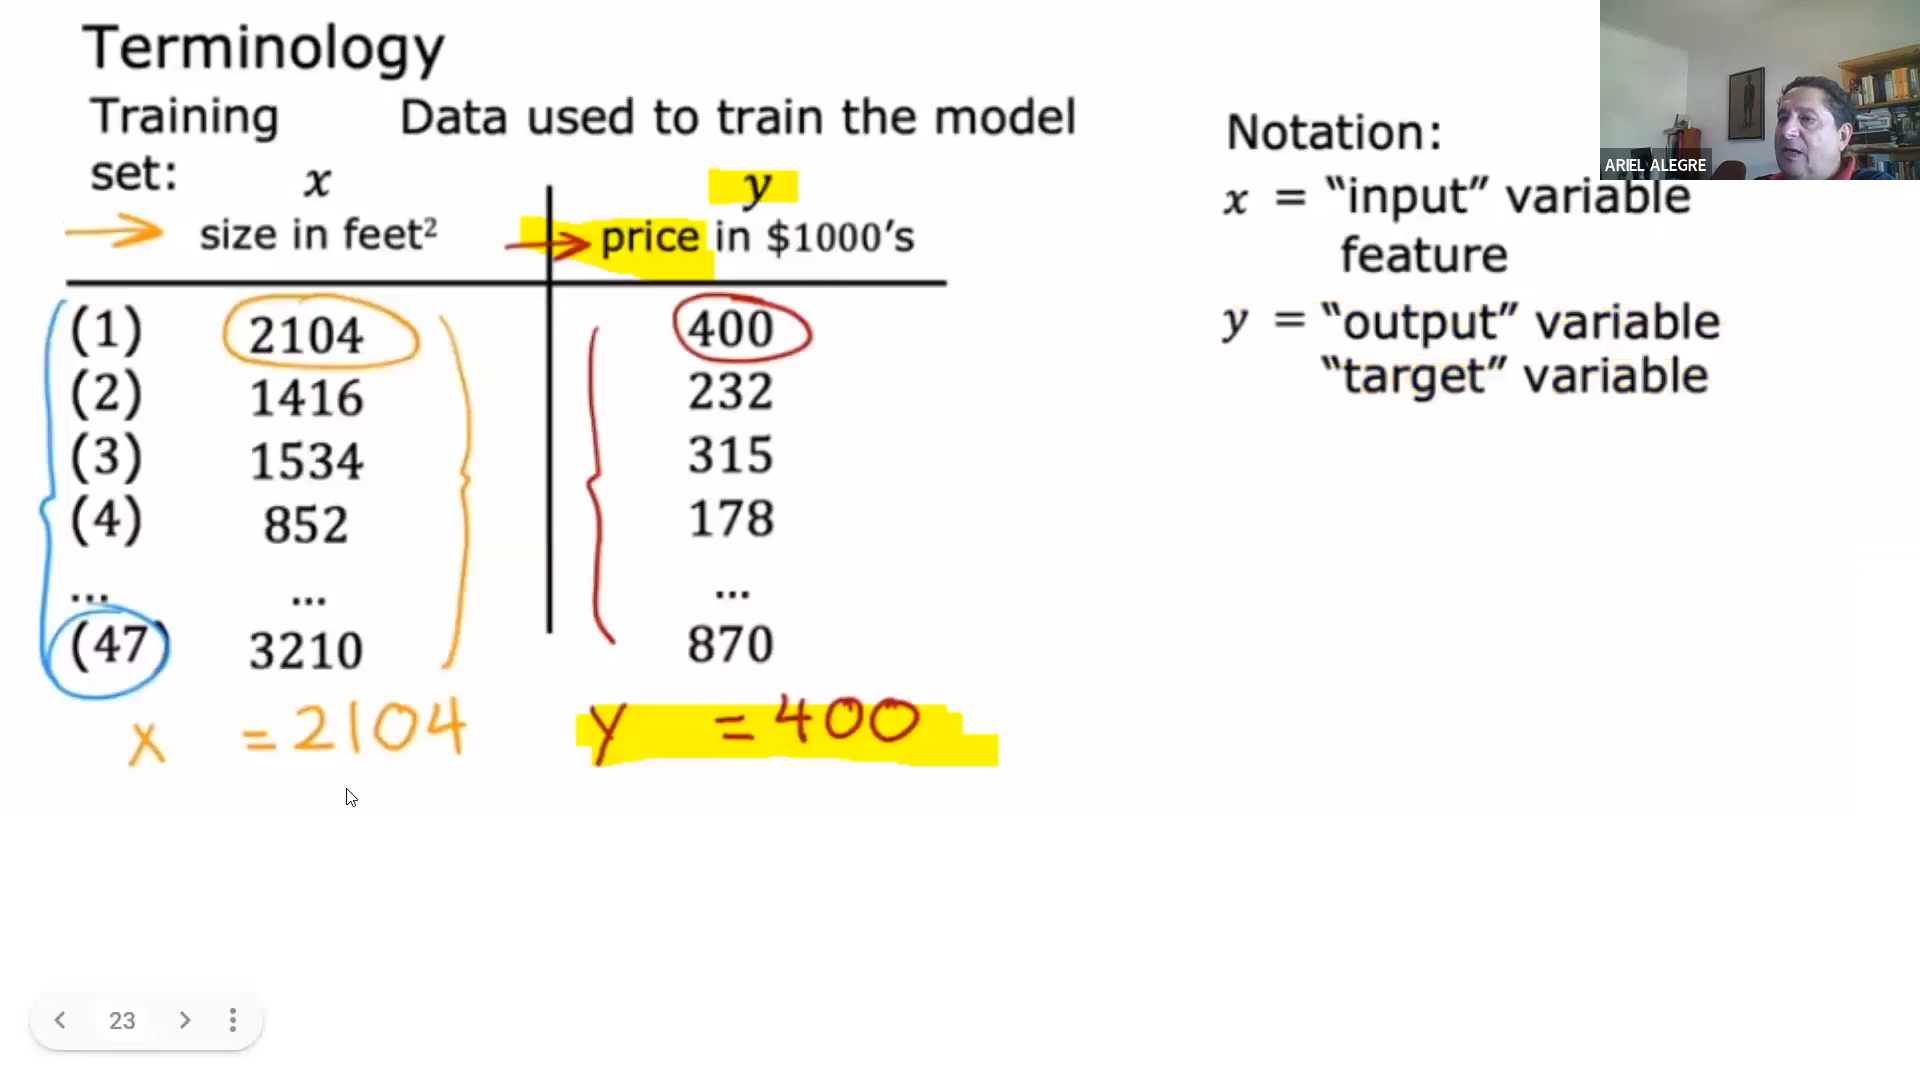 Terminology
Training set: Data used to train the model
x y
size in feet² price in $1000's
(1) 2104 400
(2) 1416 232
(3) 1534 315
(4) 852 178
... ... ...
(47) 3210 870
x = 2104 y = 400
Notation:
x = “input” variable
feature
y = “output” variable
“target” variable
ARIEL ALEGRE
23